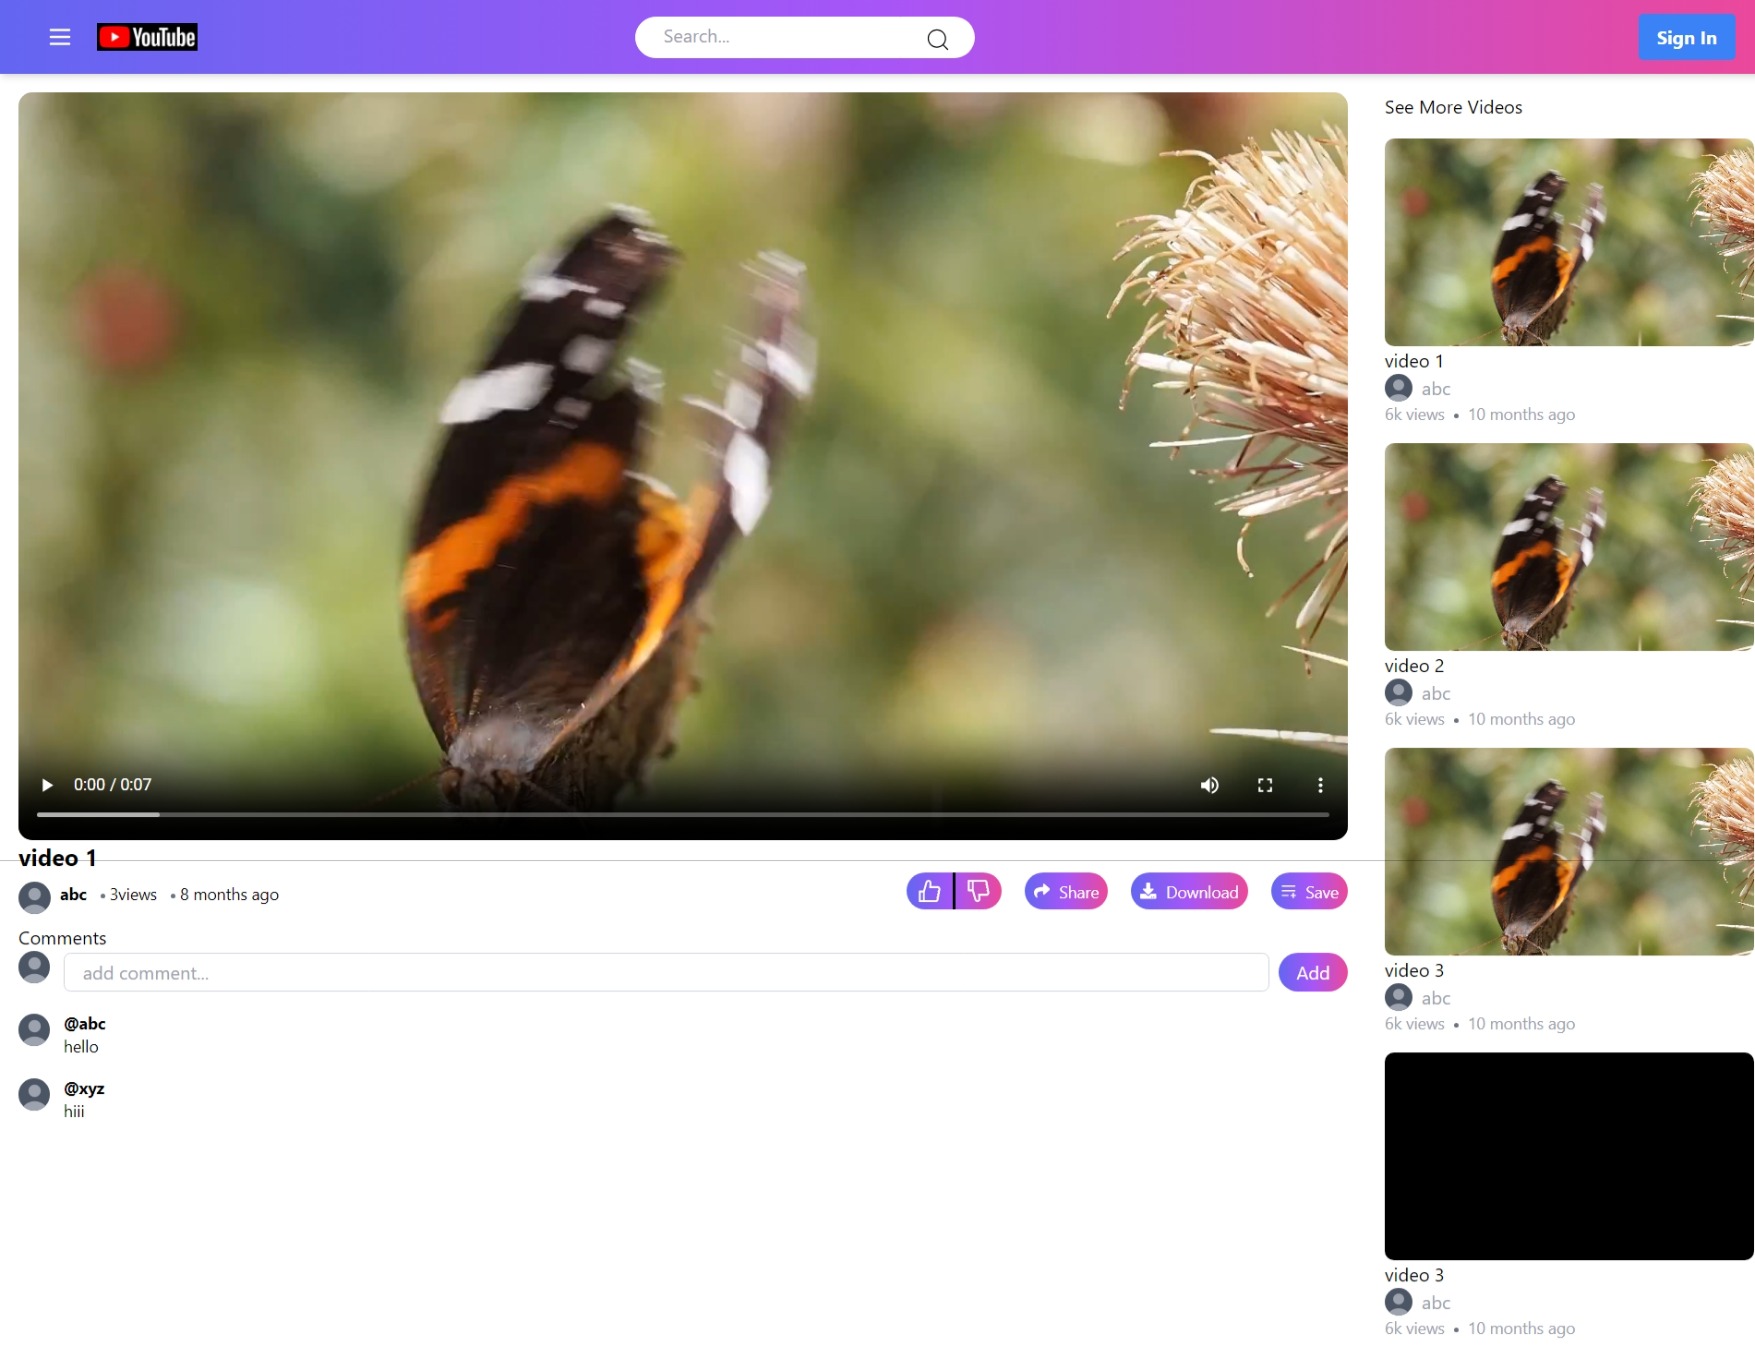 YouTube
Search...
Sign In
0:00 / 0:07
video 1
abc • 3views • 8 months ago
Share
Download
Save
Comments
add comment...
Add
@abc
hello
@xyz
hiii
See More Videos
video 1
abc
6k views • 10 months ago
video 2
abc
6k views • 10 months ago
video 3
abc
6k views • 10 months ago
video 3
abc
6k views • 10 months ago